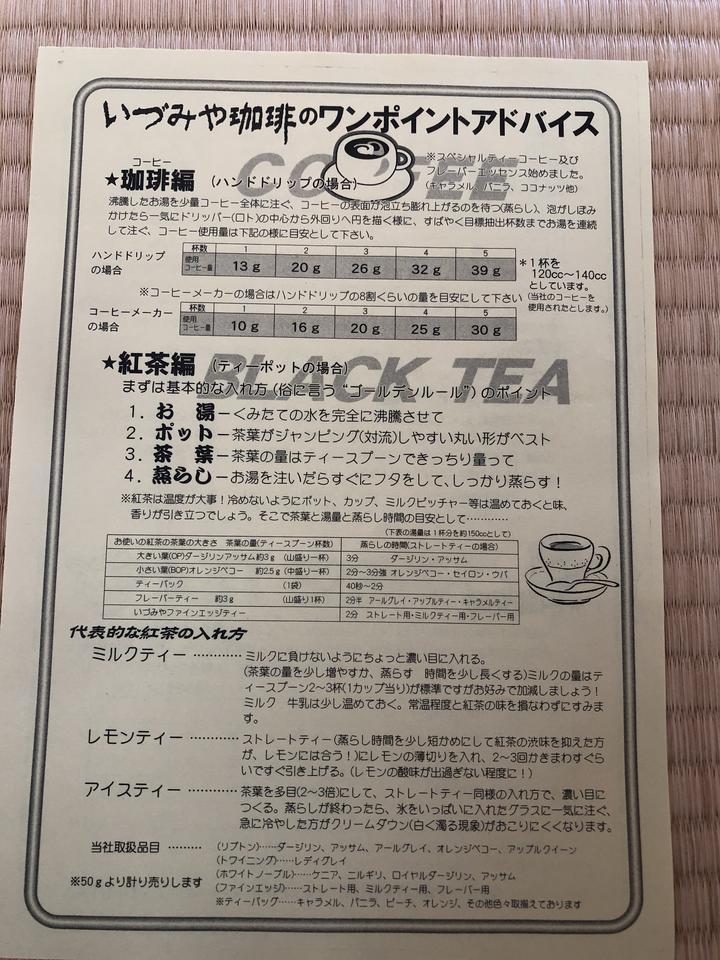 いづみや珈琲のワンポイントアドバイス
COFFEE
※スペシャルティーコーヒー及び
フレーバーエッセンス始めました。
(キャラメル、バニラ、ココナッツ他)
コーヒー
★珈琲編 (ハンドドリップの場合)
沸騰したお湯を少量コーヒー全体に注ぐ、コーヒーの表面が泡立ち膨れ上がるのを待つ(蒸らし)、泡がしぼみ
かけたら一気にドリッパー(ロト)の中心から外回りへ円を描く様に、すばやく目標抽出杯数までお湯を連続
して注ぐ、コーヒー使用量は下記の様に目安として下さい。
ハンドドリップ
の場合
杯数 1 2 3 4 5
使用コーヒー量 13g 20g 26g 32g 39g
＊1杯を
120cc〜140cc
としています。
(当社のコーヒーを
使用されたとします。)
※コーヒーメーカーの場合はハンドドリップの8割くらいの量を目安にして下さい
コーヒーメーカー
の場合
杯数 1 2 3 4 5
使用コーヒー量 10g 16g 20g 25g 30g
BLACK TEA
★紅茶編 (ティーポットの場合)
まずは基本的な入れ方(俗に言う“ゴールデンルール”)のポイント
1．お 湯−くみたての水を完全に沸騰させて
2．ポット−茶葉がジャンピング(対流)しやすい丸い形がベスト
3．茶 葉−茶葉の量はティースプーンできっちり量って
4．蒸らし−お湯を注いだらすぐにフタをして、しっかり蒸らす！
※紅茶は温度が大事！冷めないようにポット、カップ、ミルクピッチャー等は温めておくと味、
香りが引き立つでしょう。そこで茶葉と湯量と蒸らし時間の目安として…………
(下表の湯量は1杯分を約150ccとして)
お使いの紅茶の茶葉の大きさ 茶葉の量(ティースプーン杯数) 蒸らしの時間(ストレートティーの場合)
大きい葉(OP)ダージリンアッサム約3g (山盛り一杯) 3分 ダージリン・アッサム
小さい葉(BOP)オレンジペコー 約2.5g (中盛り一杯) 2分〜3分強 オレンジペコー・セイロン・ウバ
ティーバック (1袋) 40秒〜2分
フレーバーティー 約3g (山盛り1杯) 2分半 アールグレイ・アップルティー・キャラメルティー
いづみやファインエッジティー 2分 ストレート用・ミルクティー用・フレーバー用
代表的な紅茶の入れ方
ミルクティー …………ミルクに負けないようにちょっと濃い目に入れる。
(茶葉の量を少し増やすか、蒸らす 時間を少し長くする)ミルクの量はテ
ィースプーン2〜3杯(1カップ当り)が標準ですがお好みで加減しましょう！
ミルク 牛乳は少し温めておく。常温程度と紅茶の味を損なわずにすみま
す。
レモンティー …………ストレートティー(蒸らし時間を少し短かめにして紅茶の渋味を抑えた方
が、レモンには合う！)にレモンの薄切りを入れ、2〜3回かきまわすぐら
いですぐ引き上げる。(レモンの酸味が出過ぎない程度に！)
アイスティー …………茶葉を多目(2〜3倍)にして、ストレートティー同様の入れ方で、濃い目に
つくる。蒸らしが終わったら、氷をいっぱいに入れたグラスに一気に注ぐ、
急に冷やした方がクリームダウン(白く濁る現象)がおこりにくくなります。
当社取扱品目 ………（リプトン)……ダージリン、アッサム、アールグレイ、オレンジペコー、アップルクイーン
(トワイニング)……レディグレイ
(ホワイトノーブル)……ケニア、ニルギリ、ロイヤルダージリン、アッサム
※50gより計り売りします (ファインエッジ)……ストレート用、ミルクティー用、フレーバー用
※ティーバッグ……キャラメル、バニラ、ピーチ、オレンジ、その他色々取揃えております